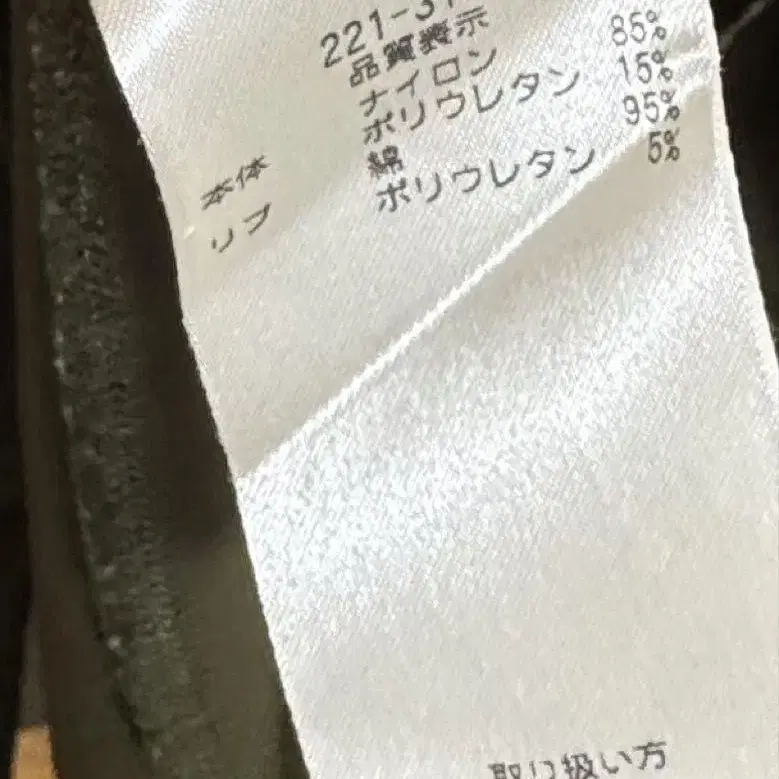 221-31
品質表示
ナイロン 85%
ポリウレタン 15%
綿 95%
ポリウレタン 5%
本体
リブ
取り扱い方